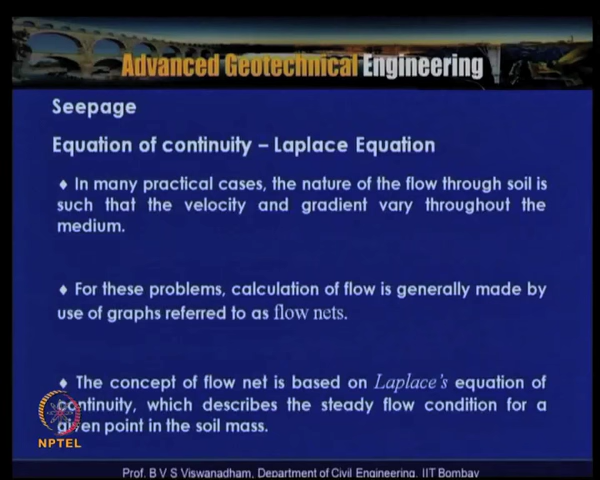 Advanced Geotechnical Engineering
Seepage
Equation of continuity – Laplace Equation
♦ In many practical cases, the nature of the flow through soil is
such that the velocity and gradient vary throughout the
medium.
♦ For these problems, calculation of flow is generally made by
use of graphs referred to as flow nets.
♦ The concept of flow net is based on Laplace's equation of
continuity, which describes the steady flow condition for a
given point in the soil mass.
NPTEL
Prof. B V S Viswanadham, Department of Civil Engineering, IIT Bombay